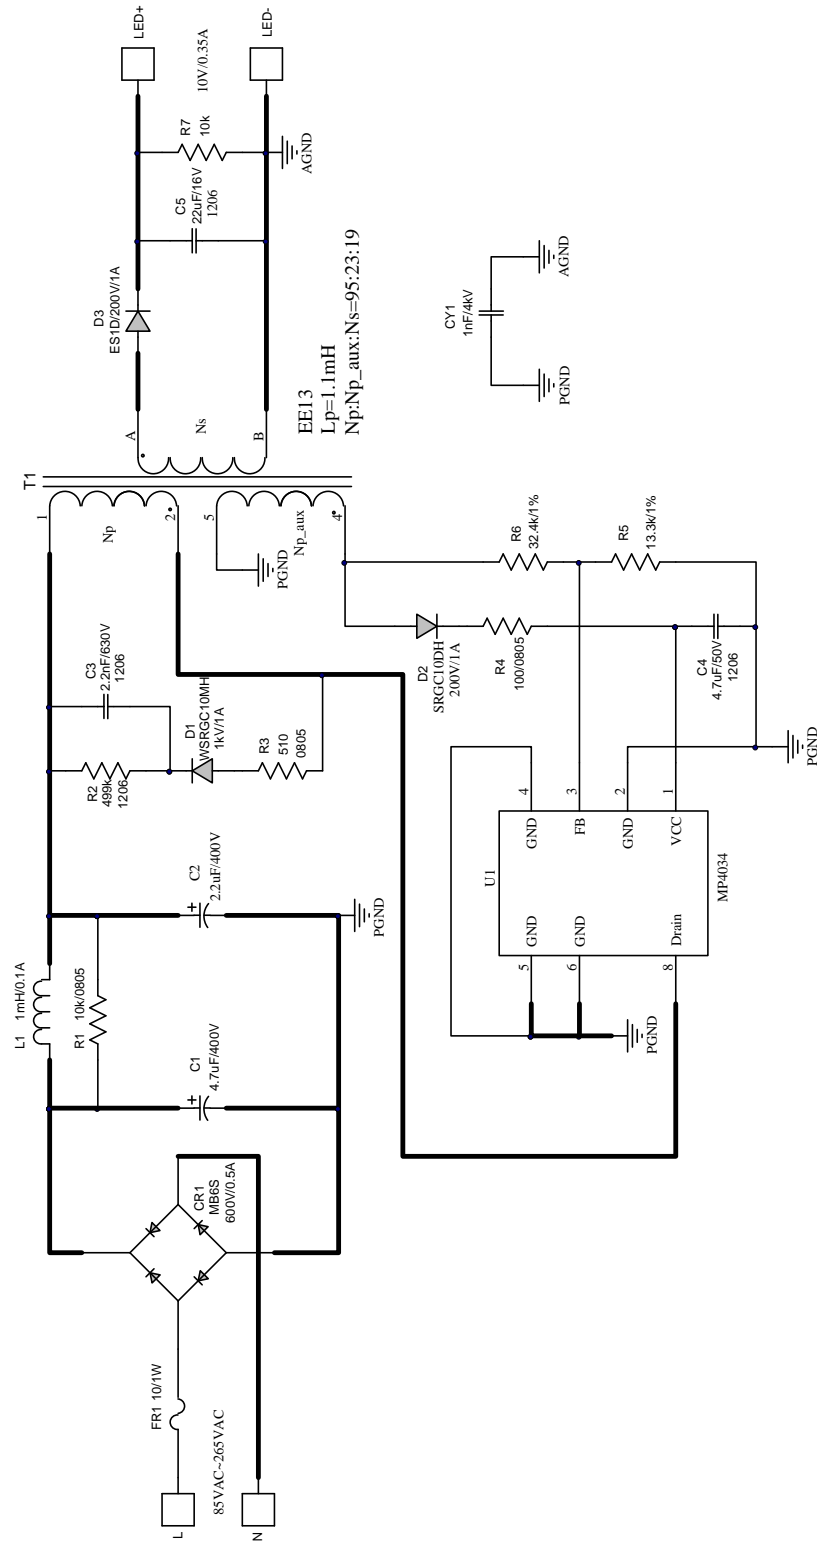 L
N
85VAC~265VAC
FR1 10/1W
CR1
MB6S
600V/0.5A
L1 1mH/0.1A
R1 10k/0805
C1
4.7uF/400V
C2
2.2uF/400V
PGND
R2
499k
1206
C3
2.2nF/630V
1206
D1
WSRGC10MH
1kV/1A
R3
510
0805
T1
1
Np
2
5
Np_aux
4
PGND
A
Ns
B
EE13
Lp=1.1mH
Np:Np_aux:Ns=95:23:19
D3
ES1D/200V/1A
C5
22uF/16V
1206
R7
10k
AGND
LED+
10V/0.35A
LED-
CY1
1nF/4kV
PGND
AGND
D2
SRGC10DH
200V/1A
R4
100/0805
R6
32.4k/1%
R5
13.3k/1%
C4
4.7uF/50V
1206
PGND
U1
MP4034
5
GND
6
GND
8
Drain
GND
4
FB
3
GND
2
VCC
1
PGND